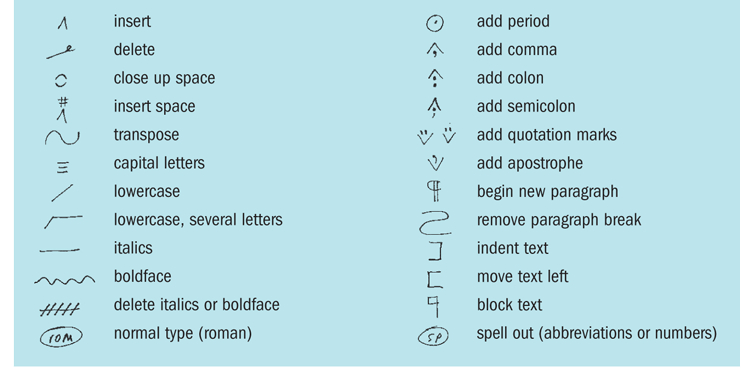 insert
delete
close up space
# insert space
transpose
capital letters
lowercase
lowercase, several letters
italics
boldface
delete italics or boldface
rom normal type (roman)
add period
add comma
add colon
add semicolon
add quotation marks
add apostrophe
¶ begin new paragraph
remove paragraph break
indent text
move text left
block text
sp spell out (abbreviations or numbers)